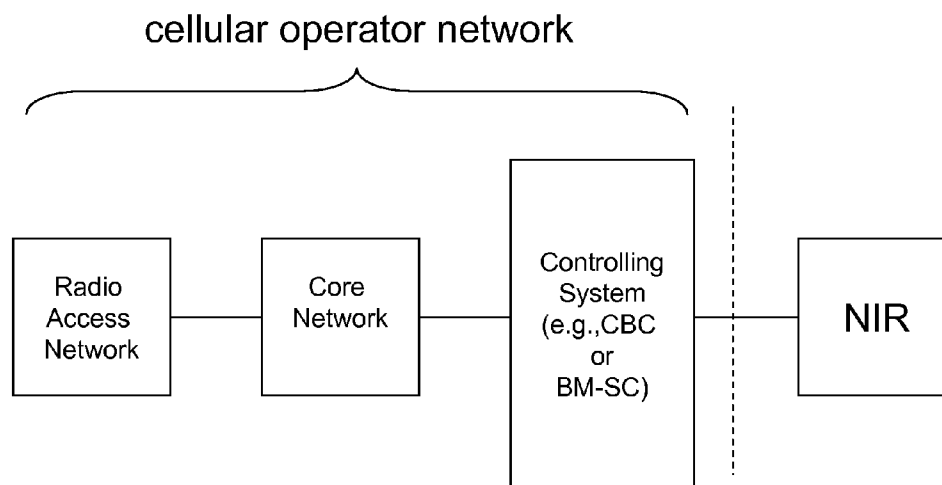 cellular operator network
Radio
Access
Network
Core
Network
Controlling
System
(e.g.,CBC
or
BM-SC)
NIR